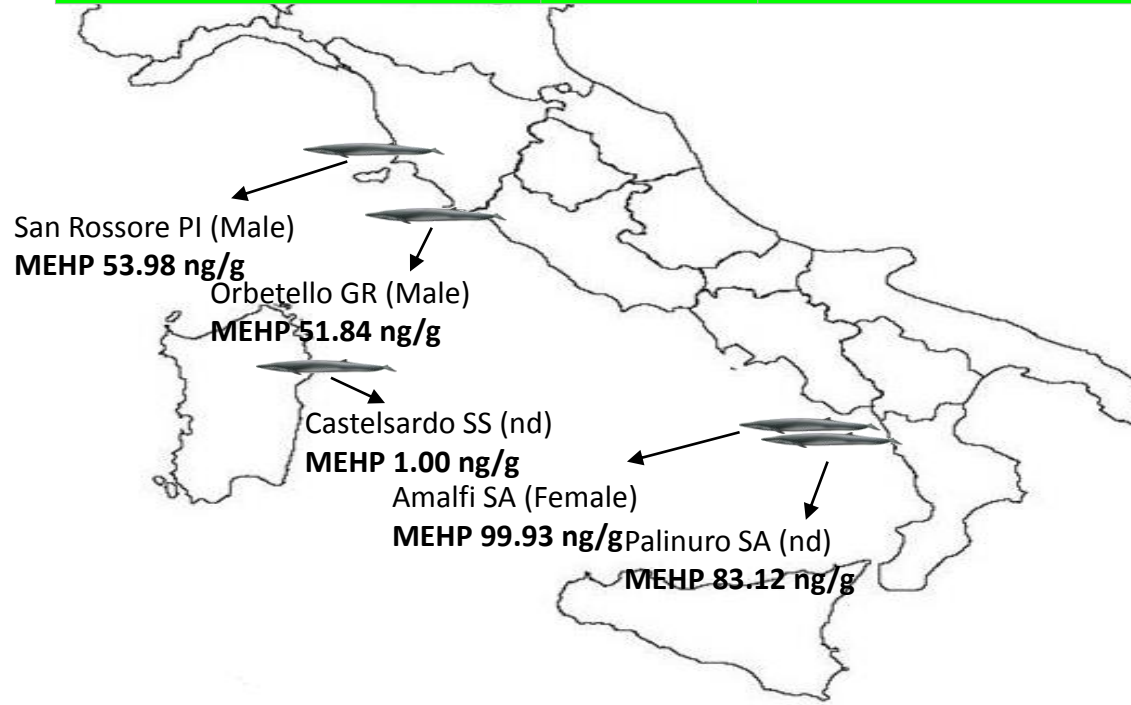 San Rossore PI (Male)
MEHP 53.98 ng/g
Orbetello GR (Male)
MEHP 51.84 ng/g
Castelsardo SS (nd)
MEHP 1.00 ng/g
Amalfi SA (Female)
MEHP 99.93 ng/g
Palinuro SA (nd)
MEHP 83.12 ng/g